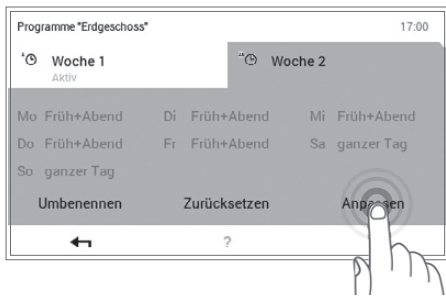 Programme "Erdgeschoss" 17:00
Woche 1 Woche 2
Aktiv
Mo Früh+Abend Di Früh+Abend Mi Früh+Abend
Do Früh+Abend Fr Früh+Abend Sa ganzer Tag
So ganzer Tag
Umbenennen Zurücksetzen Anpassen
?